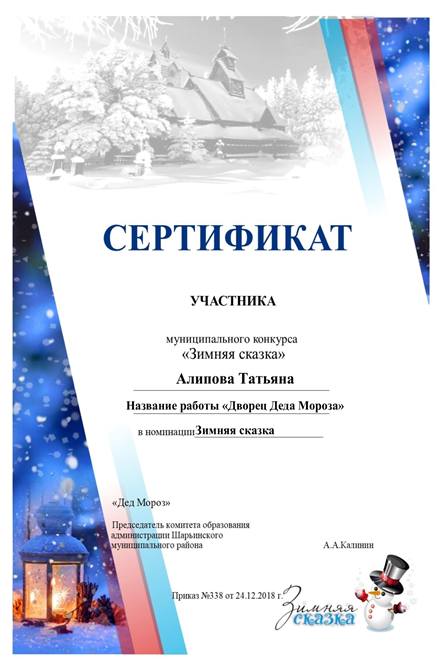 СЕРТИФИКАТ
УЧАСТНИКА
муниципального конкурса
«Зимняя сказка»
Алипова Татьяна
Название работы «Дворец Деда Мороза»
в номинации Зимняя сказка
«Дед Мороз»
Председатель комитета образования
администрации Шарьинского
муниципального района А.А.Калинин
Приказ №338 от 24.12.2018 г.
Зимняя
сказка